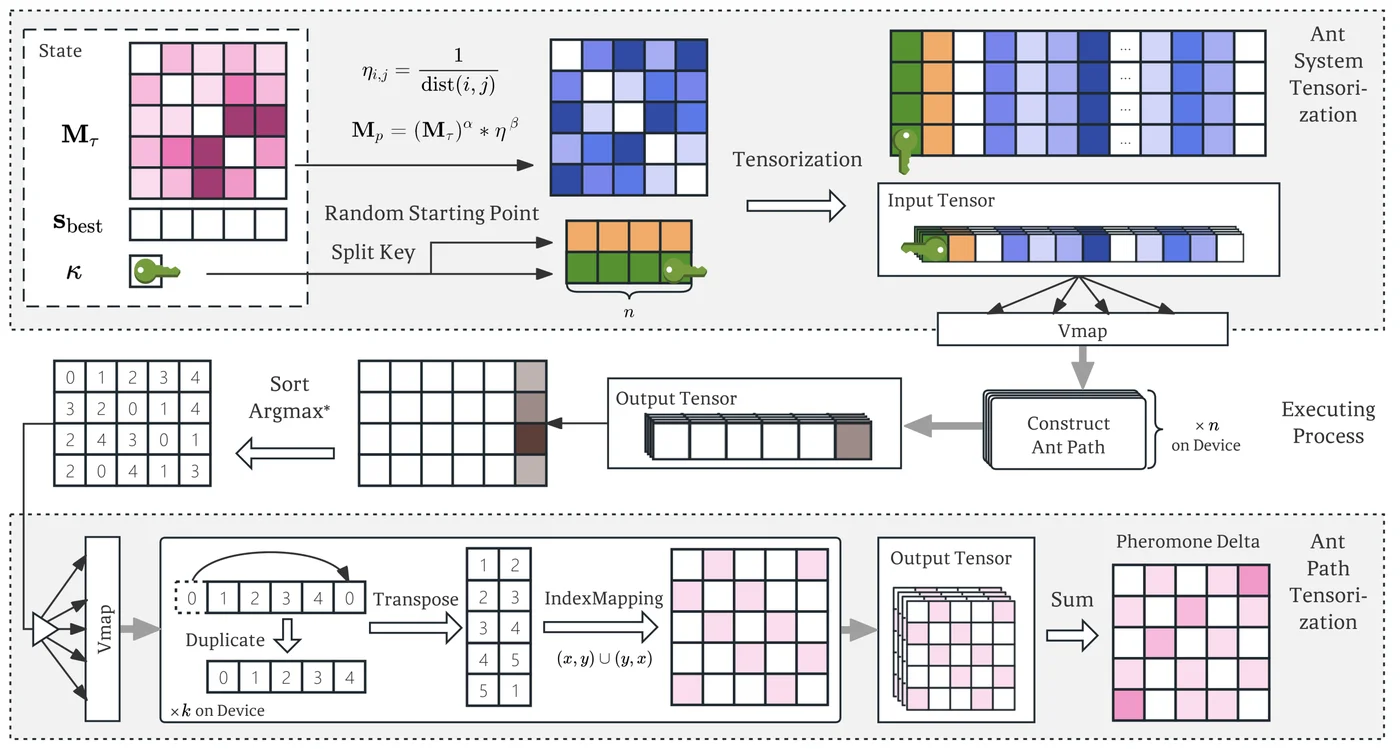 State
M_τ
s_best
κ
η_{i,j} = 1 / dist(i, j)
M_p = (M_τ)^α * η^β
Random Starting Point
Split Key
n
Tensorization
...
...
...
...
Ant
System
Tensori-
zation
Input Tensor
Vmap
0 1 2 3 4
3 2 0 1 4
2 4 3 0 1
2 0 4 1 3
Sort
Argmax*
Output Tensor
Construct
Ant Path
× n
on Device
Executing
Process
Vmap
0 1 2 3 4 0
Duplicate
0 1 2 3 4
×k on Device
Transpose
1 2
2 3
3 4
4 5
5 1
IndexMapping
(x, y) ∪ (y, x)
Output Tensor
Sum
Pheromone Delta
Ant
Path
Tensori-
zation